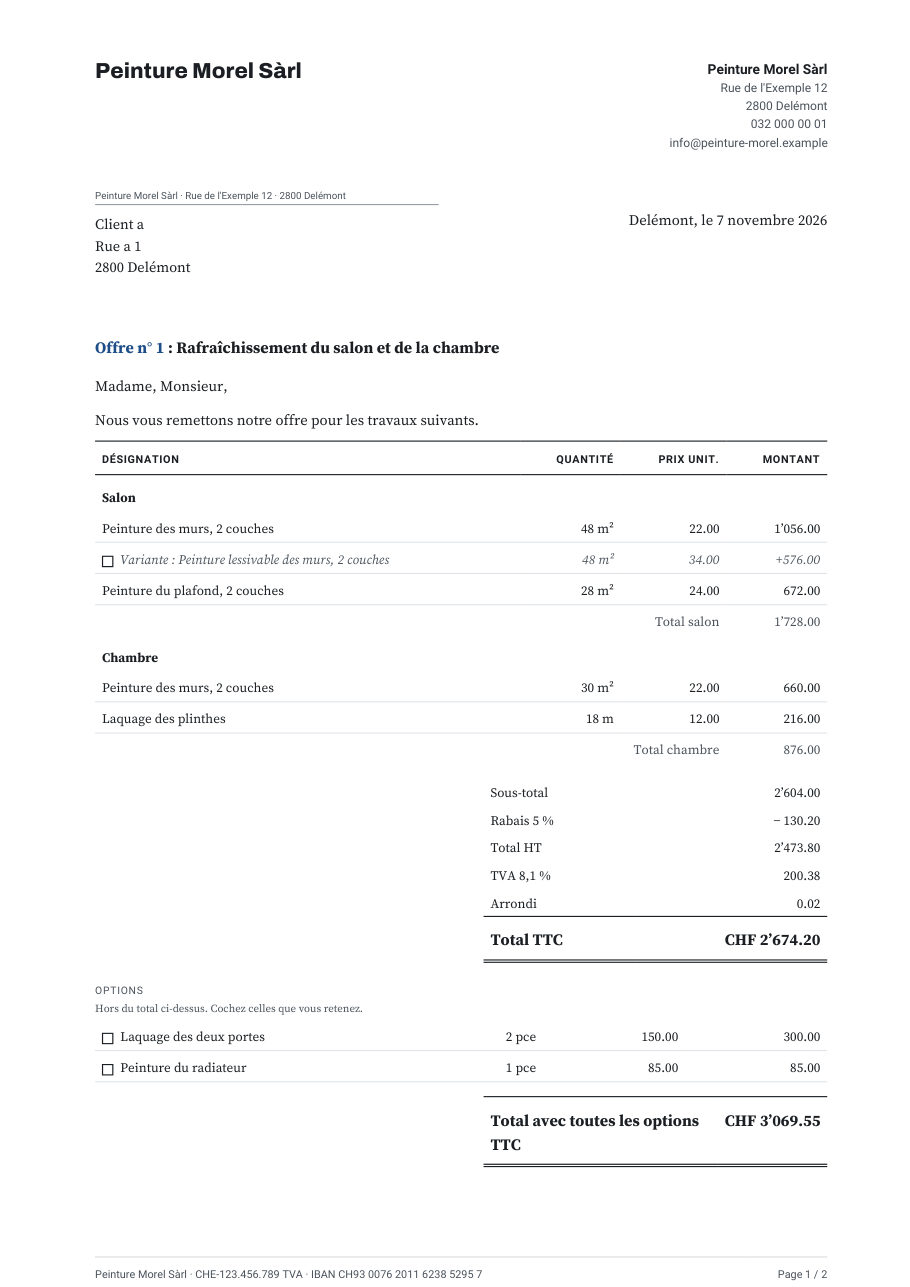 Peinture Morel Sàrl
Peinture Morel Sàrl
Rue de l'Exemple 12
2800 Delémont
032 000 00 01
info@peinture-morel.example
Peinture Morel Sàrl · Rue de l'Exemple 12 · 2800 Delémont
Client a
Rue a 1
2800 Delémont
Delémont, le 7 novembre 2026
Offre n° 1 : Rafraîchissement du salon et de la chambre
Madame, Monsieur,
Nous vous remettons notre offre pour les travaux suivants.
DÉSIGNATION QUANTITÉ PRIX UNIT. MONTANT
Salon
Peinture des murs, 2 couches 48 m² 22.00 1’056.00
☐ Variante : Peinture lessivable des murs, 2 couches 48 m² 34.00 +576.00
Peinture du plafond, 2 couches 28 m² 24.00 672.00
Total salon 1’728.00
Chambre
Peinture des murs, 2 couches 30 m² 22.00 660.00
Laquage des plinthes 18 m 12.00 216.00
Total chambre 876.00
Sous-total 2’604.00
Rabais 5 % − 130.20
Total HT 2’473.80
TVA 8,1 % 200.38
Arrondi 0.02
Total TTC CHF 2’674.20
OPTIONS
Hors du total ci-dessus. Cochez celles que vous retenez.
☐ Laquage des deux portes 2 pce 150.00 300.00
☐ Peinture du radiateur 1 pce 85.00 85.00
Total avec toutes les options CHF 3’069.55
TTC
Peinture Morel Sàrl · CHE-123.456.789 TVA · IBAN CH93 0076 2011 6238 5295 7 Page 1 / 2